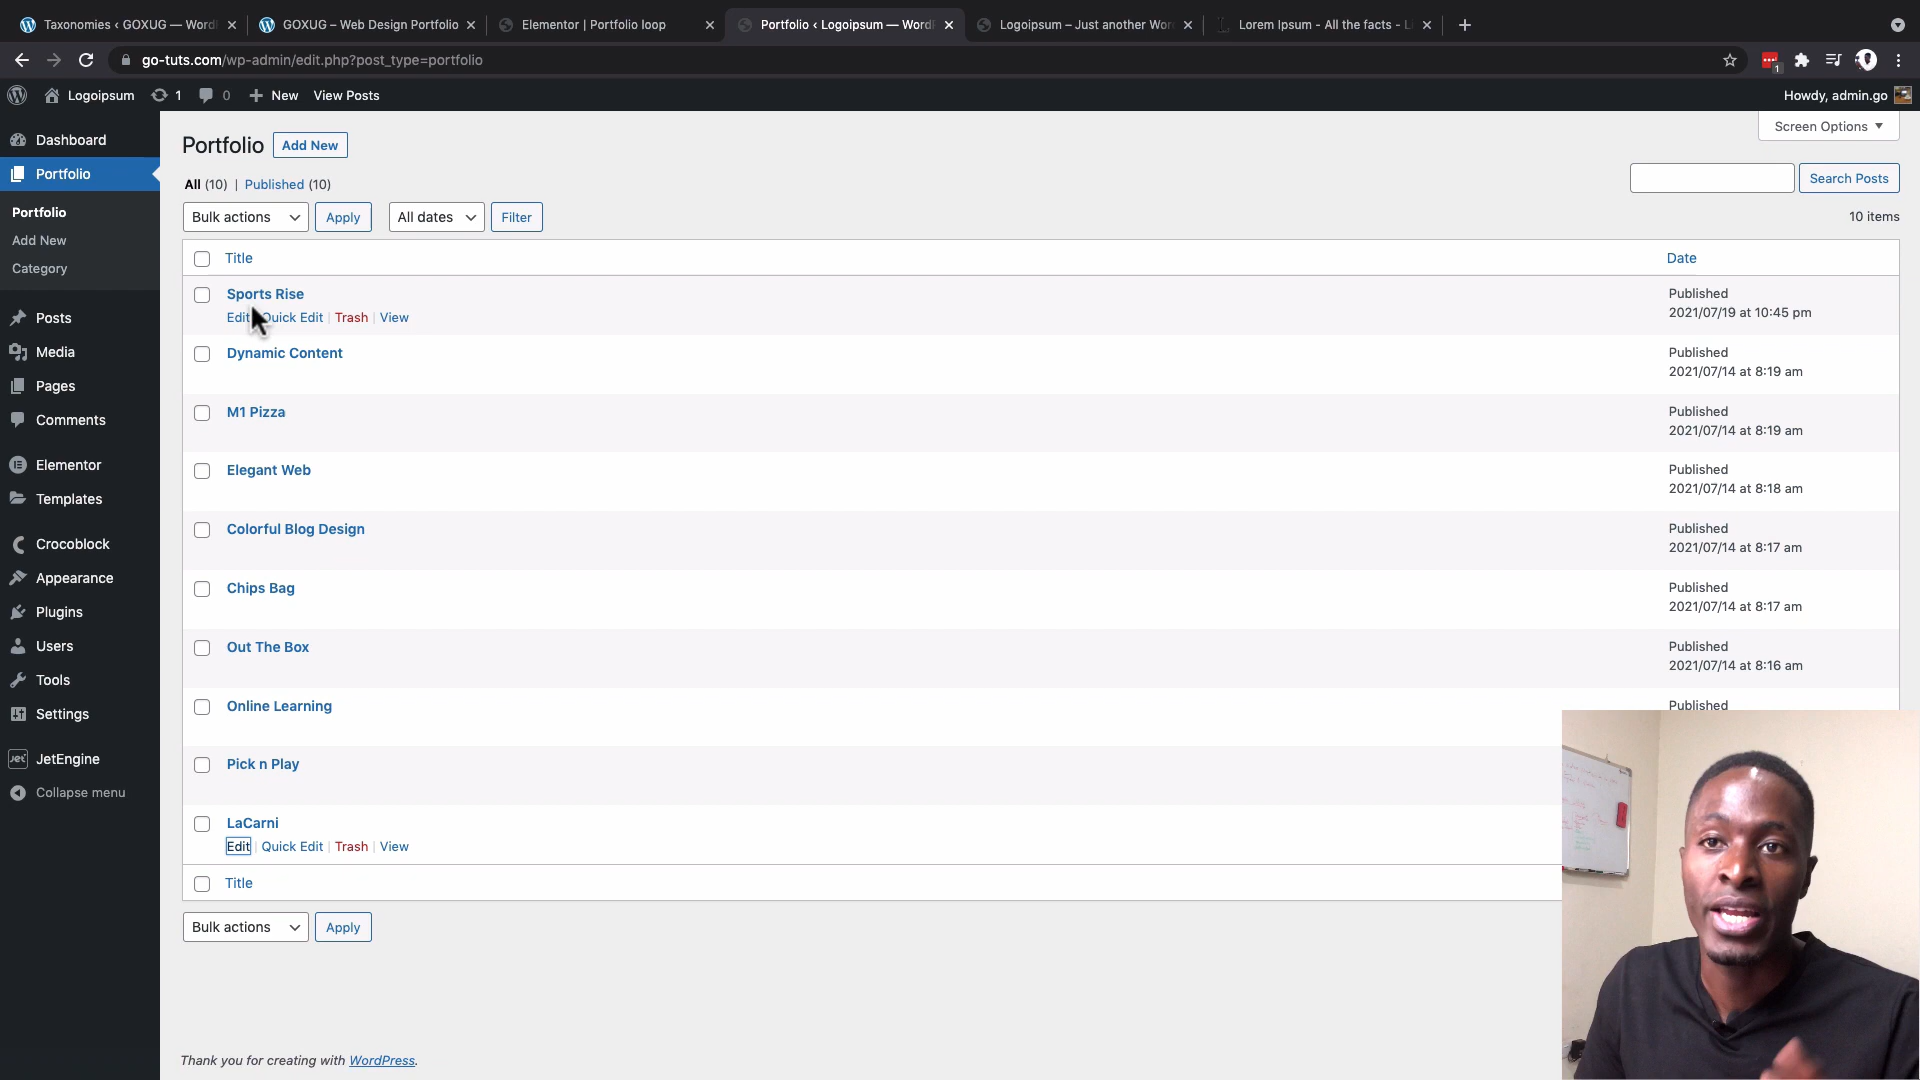 Taxonomies ‹ GOXUG — Word
GOXUG – Web Design Portfolio
Elementor | Portfolio loop
Portfolio ‹ Logoipsum — Word
Logoipsum – Just another Wor
Lorem Ipsum - All the facts - L
go-tuts.com/wp-admin/edit.php?post_type=portfolio
1
Logoipsum
1
0
New
View Posts
Howdy, admin.go
Dashboard
Portfolio
Portfolio
Add New
Category
Posts
Media
Pages
Comments
Elementor
Templates
Crocoblock
Appearance
Plugins
Users
Tools
Settings
Jet JetEngine
Collapse menu
Portfolio Add New
Screen Options
All (10) | Published (10)
Search Posts
Bulk actions Apply All dates Filter
10 items
Title Date
Sports Rise
Edit Quick Edit | Trash | View
Published
2021/07/19 at 10:45 pm
Dynamic Content
Published
2021/07/14 at 8:19 am
M1 Pizza
Published
2021/07/14 at 8:19 am
Elegant Web
Published
2021/07/14 at 8:18 am
Colorful Blog Design
Published
2021/07/14 at 8:17 am
Chips Bag
Published
2021/07/14 at 8:17 am
Out The Box
Published
2021/07/14 at 8:16 am
Online Learning
Published
Pick n Play
LaCarni
Edit | Quick Edit | Trash | View
Title
Bulk actions Apply
Thank you for creating with WordPress.